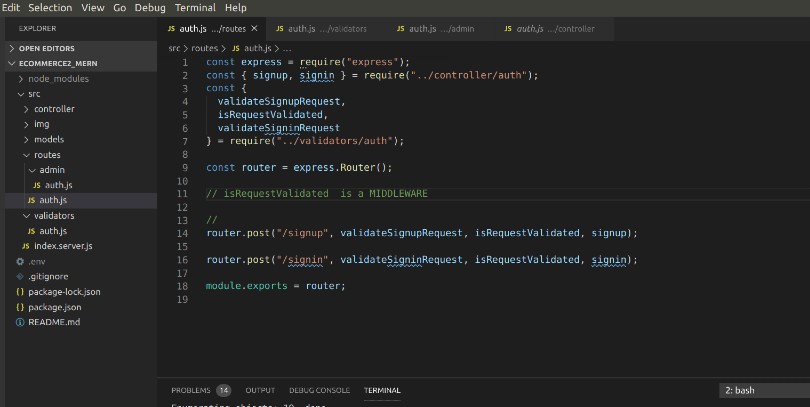 Edit Selection View Go Debug Terminal Help
EXPLORER
OPEN EDITORS
ECOMMERCE2_MERN
node_modules
src
controller
img
models
routes
admin
JS auth.js
JS auth.js
validators
JS auth.js
JS index.server.js
.env
.gitignore
{} package-lock.json
{} package.json
README.md
JS auth.js .../routes ×
JS auth.js .../validators
JS auth.js .../admin
JS auth.js .../controller
src > routes > JS auth.js > ...
1 const express = require("express");
2 const { signup, signin } = require("../controller/auth");
3 const {
4 validateSignupRequest,
5 isRequestValidated,
6 validateSigninRequest
7 } = require("../validators/auth");
8
9 const router = express.Router();
10
11 // isRequestValidated  is a MIDDLEWARE
12
13 //
14 router.post("/signup", validateSignupRequest, isRequestValidated, signup);
15
16 router.post("/signin", validateSigninRequest, isRequestValidated, signin);
17
18 module.exports = router;
19
PROBLEMS 14 OUTPUT DEBUG CONSOLE TERMINAL 2: bash